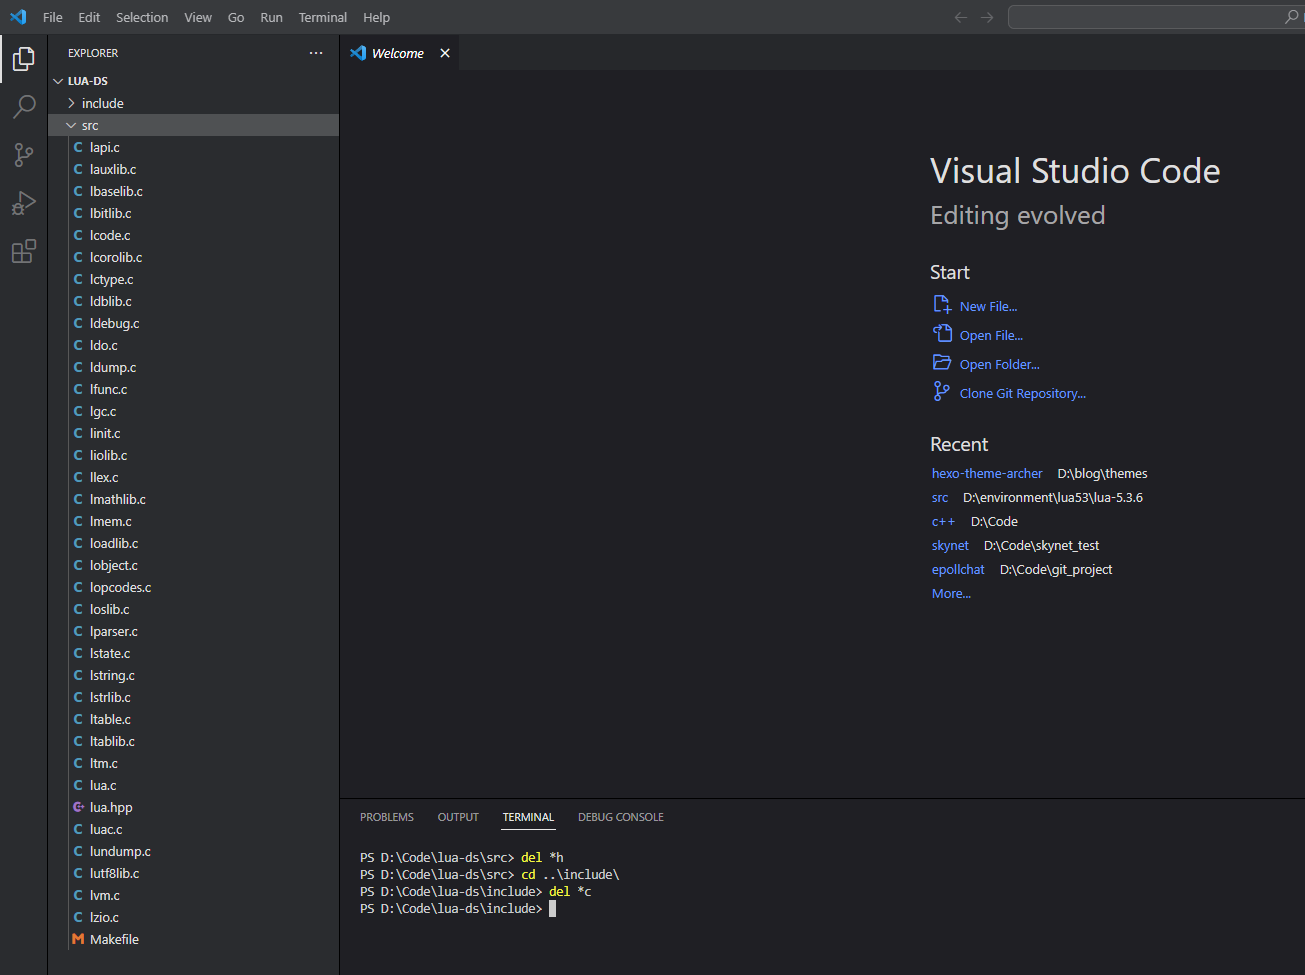 File Edit Selection View Go Run Terminal Help
EXPLORER
LUA-DS
include
src
lapi.c
lauxlib.c
lbaselib.c
lbitlib.c
lcode.c
lcorolib.c
lctype.c
ldblib.c
ldebug.c
ldo.c
ldump.c
lfunc.c
lgc.c
linit.c
liolib.c
llex.c
lmathlib.c
lmem.c
loadlib.c
lobject.c
lopcodes.c
loslib.c
lparser.c
lstate.c
lstring.c
lstrlib.c
ltable.c
ltablib.c
ltm.c
lua.c
lua.hpp
luac.c
lundump.c
lutf8lib.c
lvm.c
lzio.c
Makefile
Welcome
Visual Studio Code
Editing evolved
Start
New File...
Open File...
Open Folder...
Clone Git Repository...
Recent
hexo-theme-archer D:\blog\themes
src D:\environment\lua53\lua-5.3.6
c++ D:\Code
skynet D:\Code\skynet_test
epollchat D:\Code\git_project
More...
PROBLEMS OUTPUT TERMINAL DEBUG CONSOLE
PS D:\Code\lua-ds\src> del *h
PS D:\Code\lua-ds\src> cd ..\include\
PS D:\Code\lua-ds\include> del *c
PS D:\Code\lua-ds\include>